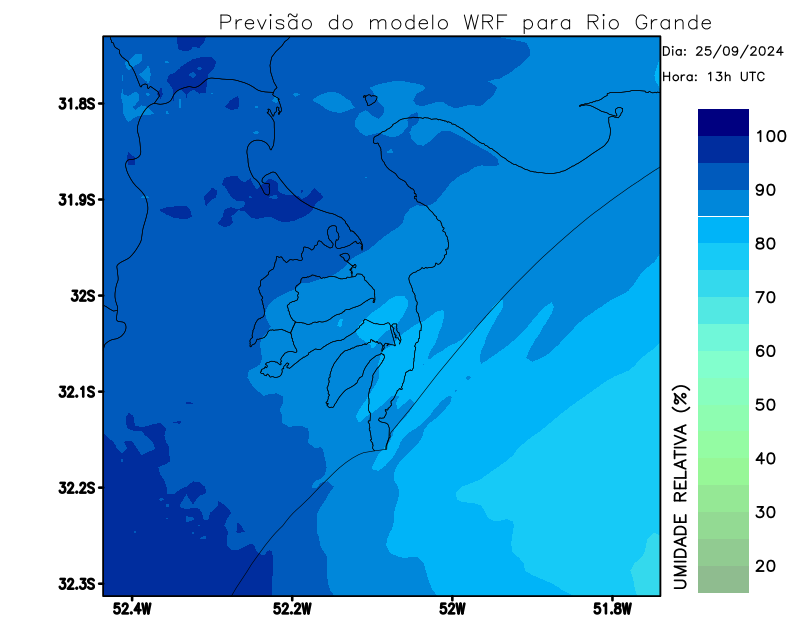 Previsão do modelo WRF para Rio Grande
Dia: 25/09/2024
Hora: 13h UTC
31.8S
31.9S
32S
32.1S
32.2S
32.3S
52.4W
52.2W
52W
51.8W
100
90
80
70
60
50
40
30
20
UMIDADE RELATIVA (%)